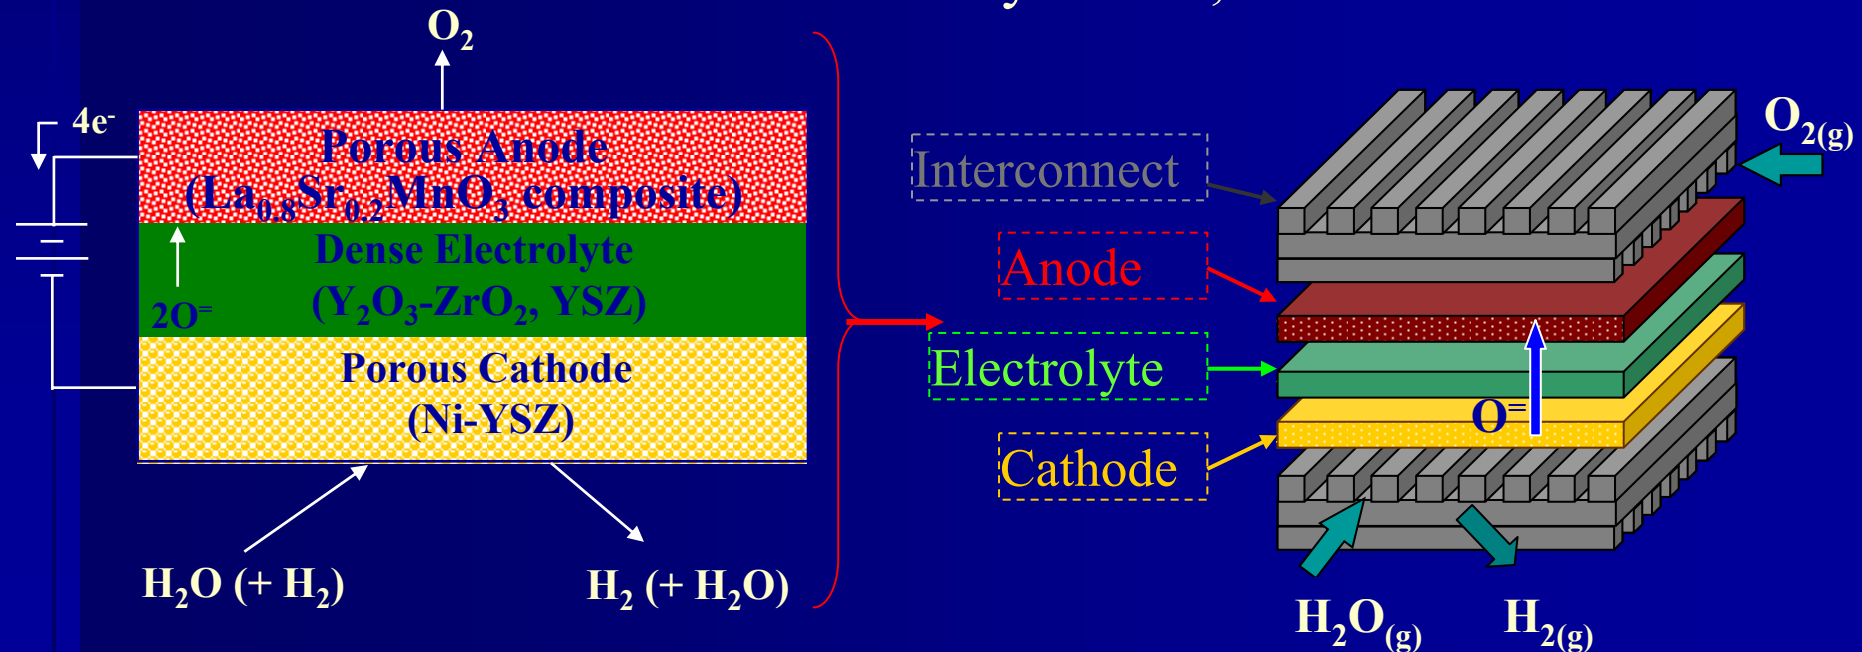 O₂
4e⁻
Porous Anode
(La₀.₈Sr₀.₂MnO₃ composite)
Dense Electrolyte
(Y₂O₃-ZrO₂, YSZ)
2O⁼
Porous Cathode
(Ni-YSZ)
H₂O (+ H₂)
H₂ (+ H₂O)
Interconnect
Anode
Electrolyte
Cathode
O₂₍g₎
O⁼
H₂O₍g₎
H₂₍g₎